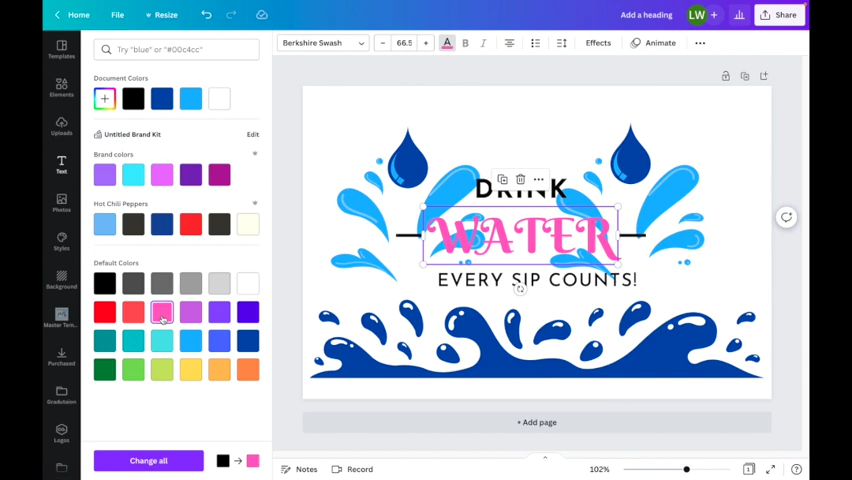 Home File Resize Add a heading LW + Share
Berkshire Swash − 66.5 + A B I Effects Animate •••
Templates
Elements
Uploads
Text
Photos
Styles
Background
Master Tem...
Purchased
Graduation
Logos
Try "blue" or "#00c4cc"
Document Colors
Untitled Brand Kit Edit
Brand colors
Hot Chili Peppers
Default Colors
Change all
DRINK
WATER
EVERY SIP COUNTS!
+ Add page
Notes Record 102% 1 ?